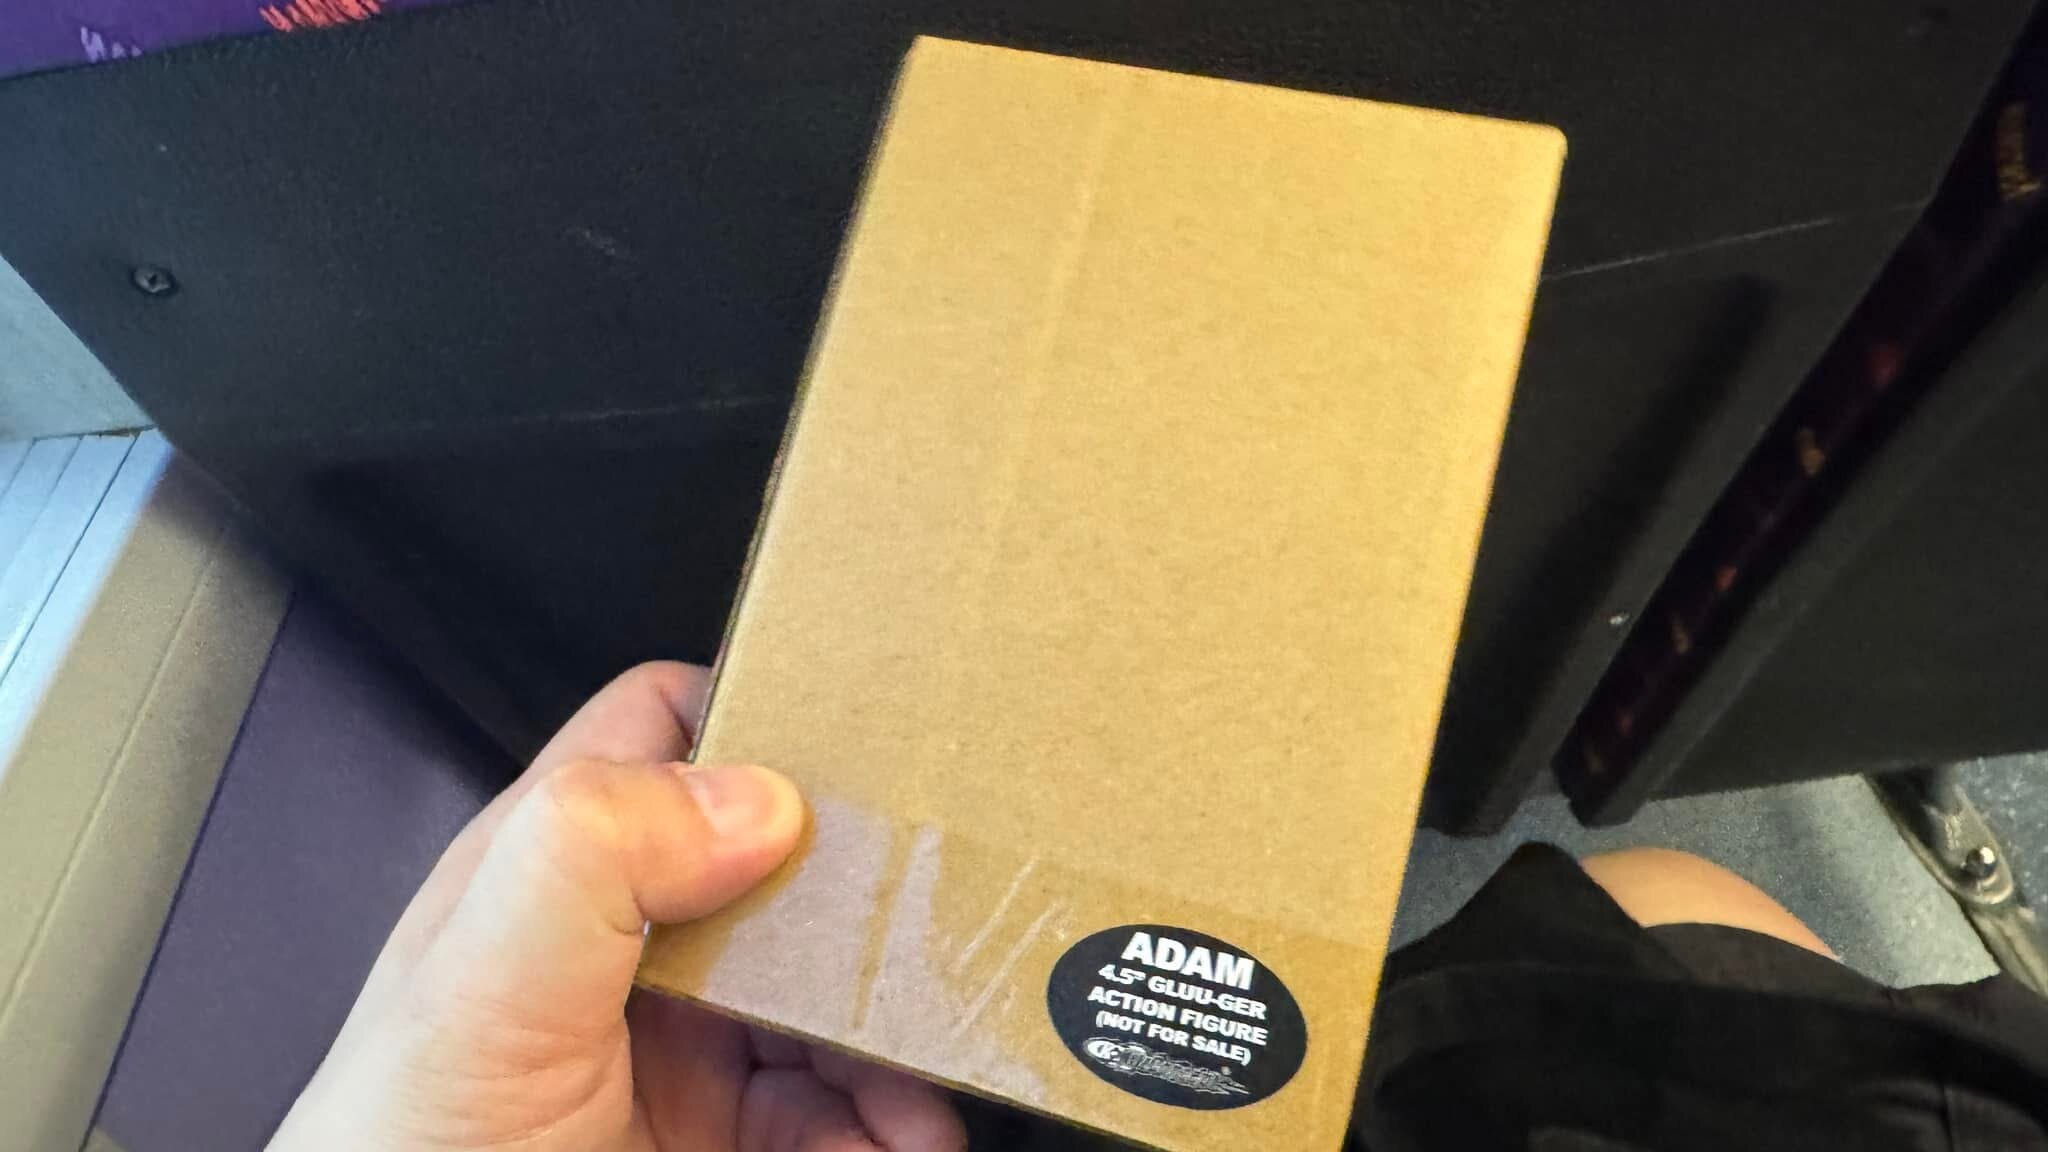 ADAM
4.5" GLUU-GER
ACTION FIGURE
(NOT FOR SALE)